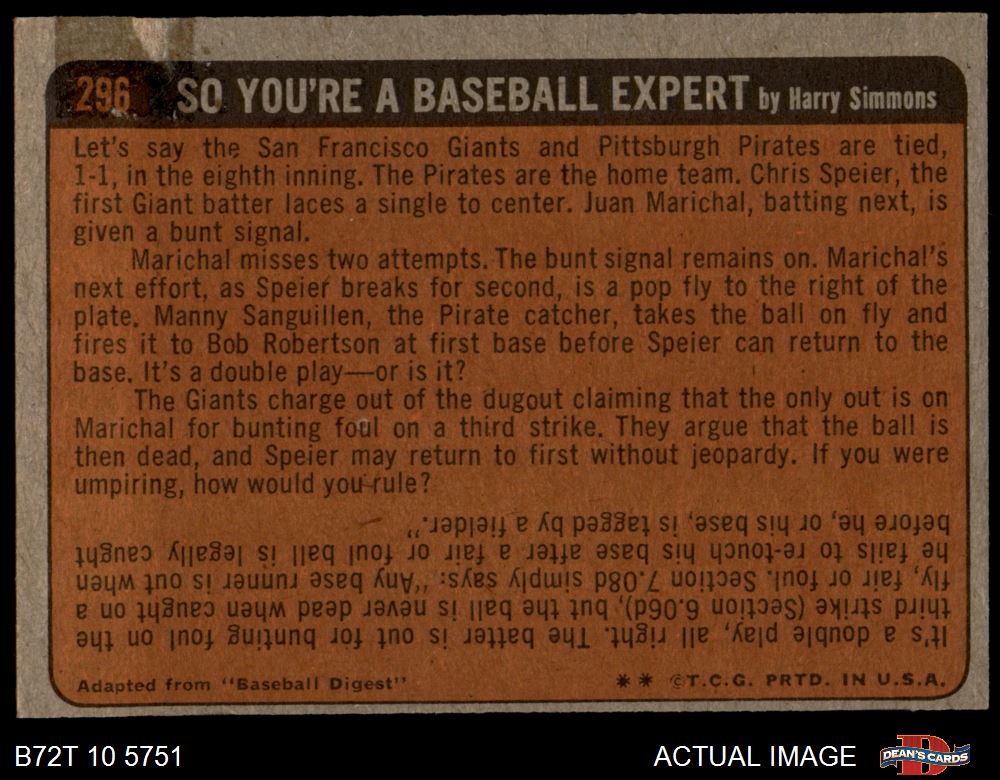 296 SO YOU'RE A BASEBALL EXPERT by Harry Simmons
Let's say the San Francisco Giants and Pittsburgh Pirates are tied,
1-1, in the eighth inning. The Pirates are the home team. Chris Speier, the
first Giant batter laces a single to center. Juan Marichal, batting next, is
given a bunt signal.
Marichal misses two attempts. The bunt signal remains on. Marichal's
next effort, as Speier breaks for second, is a pop fly to the right of the
plate. Manny Sanguillen, the Pirate catcher, takes the ball on fly and
fires it to Bob Robertson at first base before Speier can return to the
base. It's a double play—or is it?
The Giants charge out of the dugout claiming that the only out is on
Marichal for bunting foul on a third strike. They argue that the ball is
then dead, and Speier may return to first without jeopardy. If you were
umpiring, how would you rule?
It's a double play, all right. The batter is out for bunting foul on the
third strike (Section 6.06d), but the ball is never dead when caught on a
fly, fair or foul. Section 7.08d simply says: "Any base runner is out when
he fails to re-touch his base after a fair or foul ball is legally caught
before he, or his base, is tagged by a fielder."
Adapted from "Baseball Digest" ** ©T.C.G. PRTD. IN U.S.A.
B72T 10 5751 ACTUAL IMAGE DEAN'S CARDS